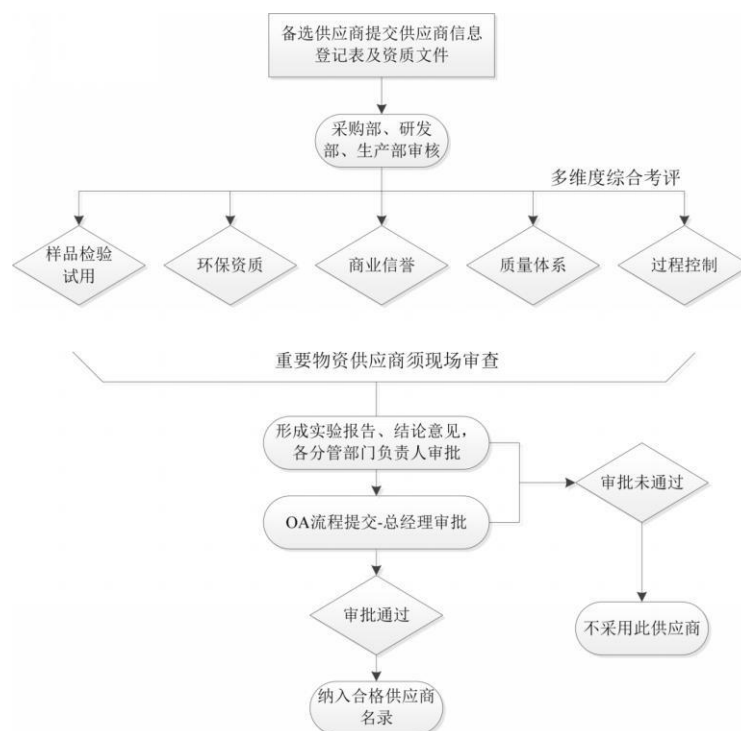 备选供应商提交供应商信息
登记表及资质文件
采购部、研发
部、生产部审核
多维度综合考评
样品检验
试用
环保资质
商业信誉
质量体系
过程控制
重要物资供应商须现场审查
形成实验报告、结论意见，
各分管部门负责人审批
审批未通过
OA流程提交-总经理审批
审批通过
不采用此供应商
纳入合格供应商
名录